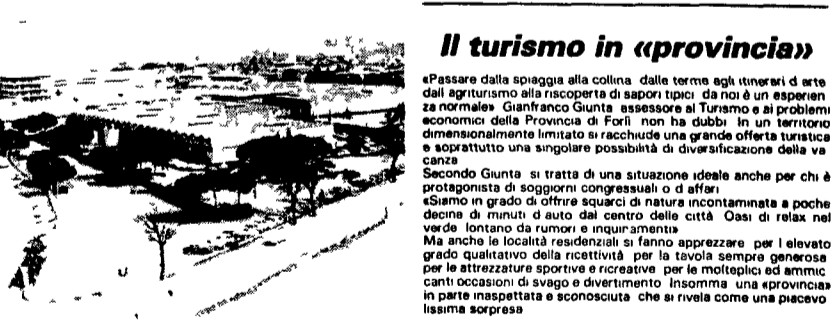 Il turismo in «provincia»
«Passare dalla spiaggia alla collina dalle terme agli itinerari d arte
dall agriturismo alla riscoperta di sapori tipici da noi è un esperien
za normale» Gianfranco Giunta assessore al Turismo e ai problemi
economici della Provincia di Forlì non ha dubbi In un territorio
dimensionalmente limitato si racchiude una grande offerta turistica
e soprattutto una singolare possibilità di diversificazione della va
canza
Secondo Giunta si tratta di una situazione ideale anche per chi è
protagonista di soggiorni congressuali o d affari
«Siamo in grado di offrire squarci di natura incontaminata a poche
decine di minuti d auto dal centro delle città Oasi di relax nel
verde lontano da rumori e inquinamenti»
Ma anche le località residenziali si fanno apprezzare per l elevato
grado qualitativo della ricettività per la tavola sempre generosa
per le attrezzature sportive e ricreative per le molteplici ed ammic
canti occasioni di svago e divertimento Insomma una «provincia»
in parte inaspettata e sconosciuta che si rivela come una piacevo
lissima sorpresa